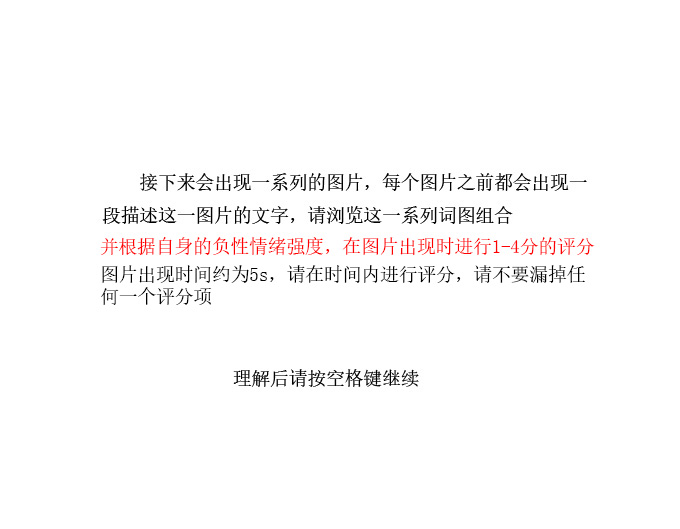 接下来会出现一系列的图片，每个图片之前都会出现一
段描述这一图片的文字，请浏览这一系列词图组合
并根据自身的负性情绪强度，在图片出现时进行1-4分的评分
图片出现时间约为5s，请在时间内进行评分，请不要漏掉任
何一个评分项
理解后请按空格键继续